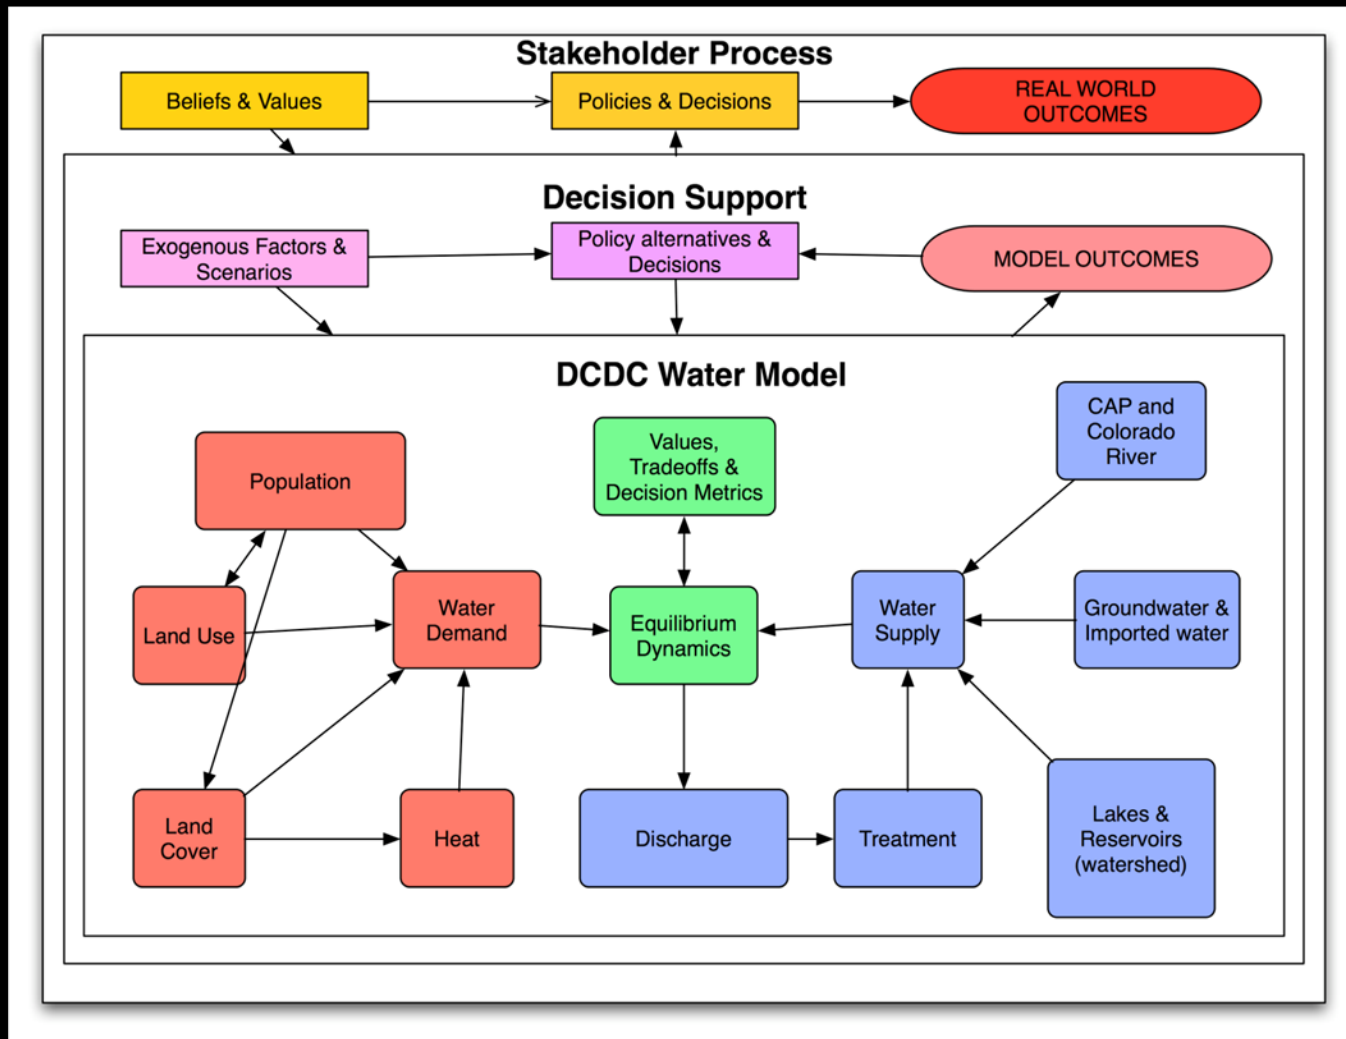 Stakeholder Process
Beliefs & Values
Policies & Decisions
REAL WORLD
OUTCOMES
Decision Support
Exogenous Factors &
Scenarios
Policy alternatives &
Decisions
MODEL OUTCOMES
DCDC Water Model
Population
Values,
Tradeoffs &
Decision Metrics
CAP and
Colorado
River
Land Use
Water
Demand
Equilibrium
Dynamics
Water
Supply
Groundwater &
Imported water
Land
Cover
Heat
Discharge
Treatment
Lakes &
Reservoirs
(watershed)